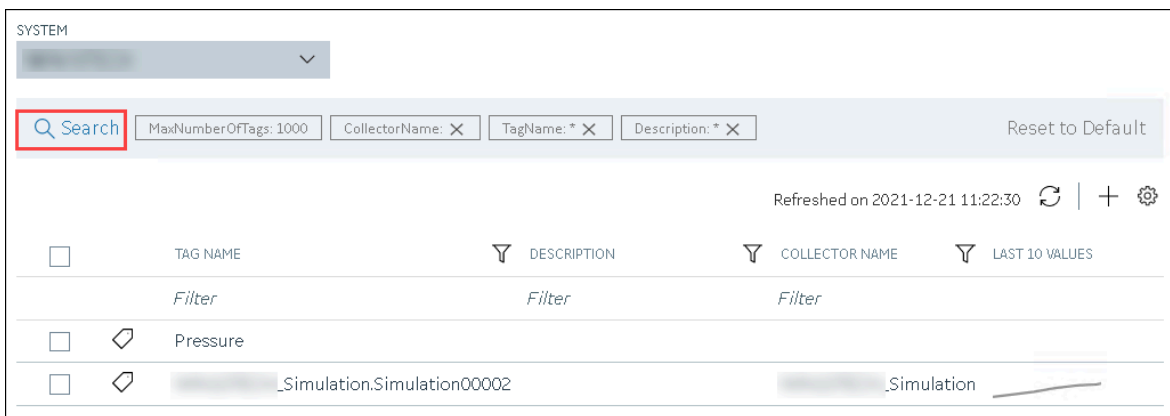 SYSTEM
Search MaxNumberOfTags: 1000 CollectorName: TagName: * Description: * Reset to Default
Refreshed on 2021-12-21 11:22:30
TAG NAME DESCRIPTION COLLECTOR NAME LAST 10 VALUES
Filter Filter Filter
Pressure
_Simulation.Simulation00002 _Simulation